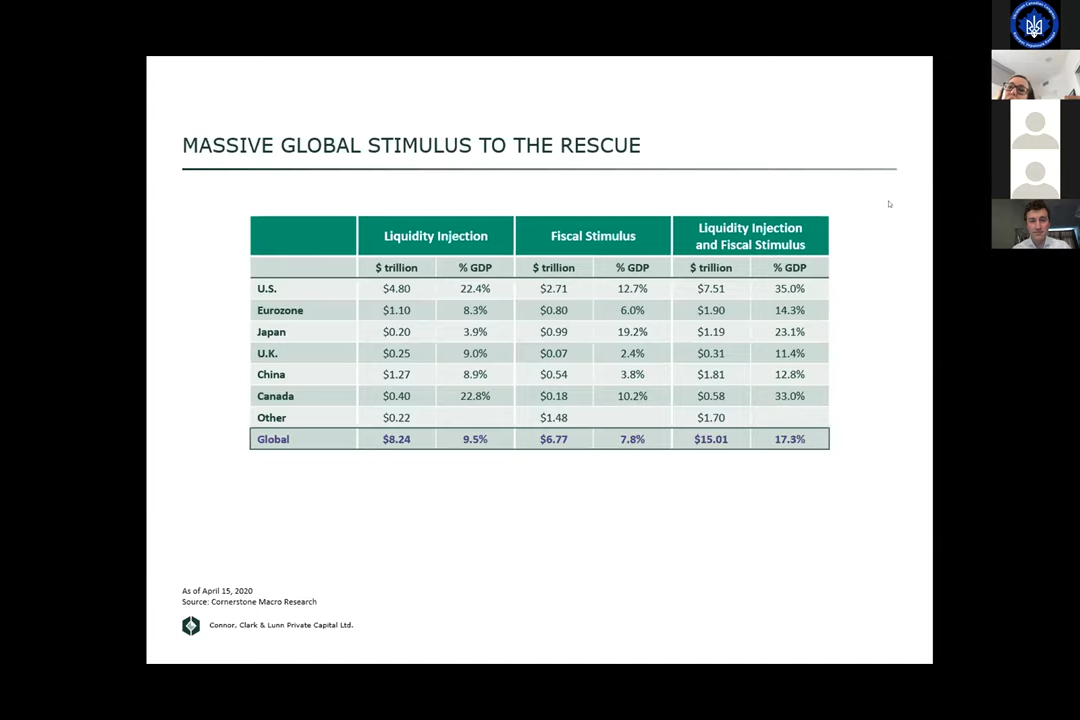 MASSIVE GLOBAL STIMULUS TO THE RESCUE
Liquidity Injection Fiscal Stimulus Liquidity Injection and Fiscal Stimulus
$ trillion % GDP $ trillion % GDP $ trillion % GDP
U.S. $4.80 22.4% $2.71 12.7% $7.51 35.0%
Eurozone $1.10 8.3% $0.80 6.0% $1.90 14.3%
Japan $0.20 3.9% $0.99 19.2% $1.19 23.1%
U.K. $0.25 9.0% $0.07 2.4% $0.31 11.4%
China $1.27 8.9% $0.54 3.8% $1.81 12.8%
Canada $0.40 22.8% $0.18 10.2% $0.58 33.0%
Other $0.22 $1.48 $1.70
Global $8.24 9.5% $6.77 7.8% $15.01 17.3%
As of April 15, 2020
Source: Cornerstone Macro Research
Connor, Clark & Lunn Private Capital Ltd.